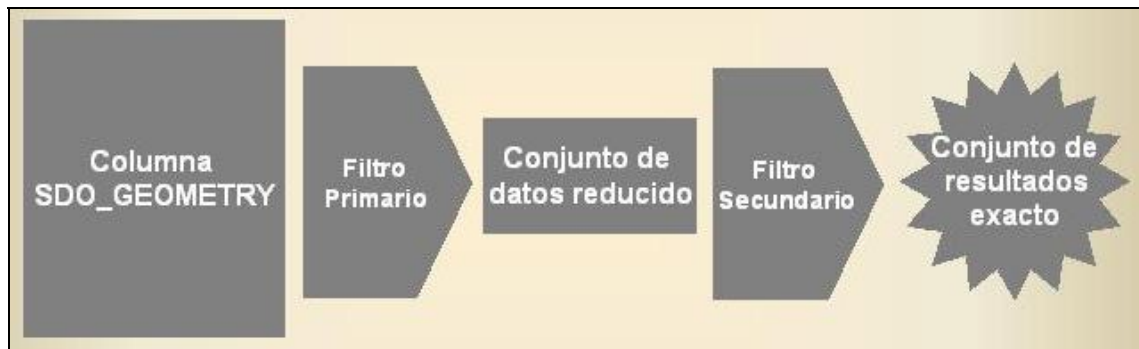 Columna
SDO_GEOMETRY
Filtro
Primario
Conjunto de
datos reducido
Filtro
Secundario
Conjunto de
resultados
exacto